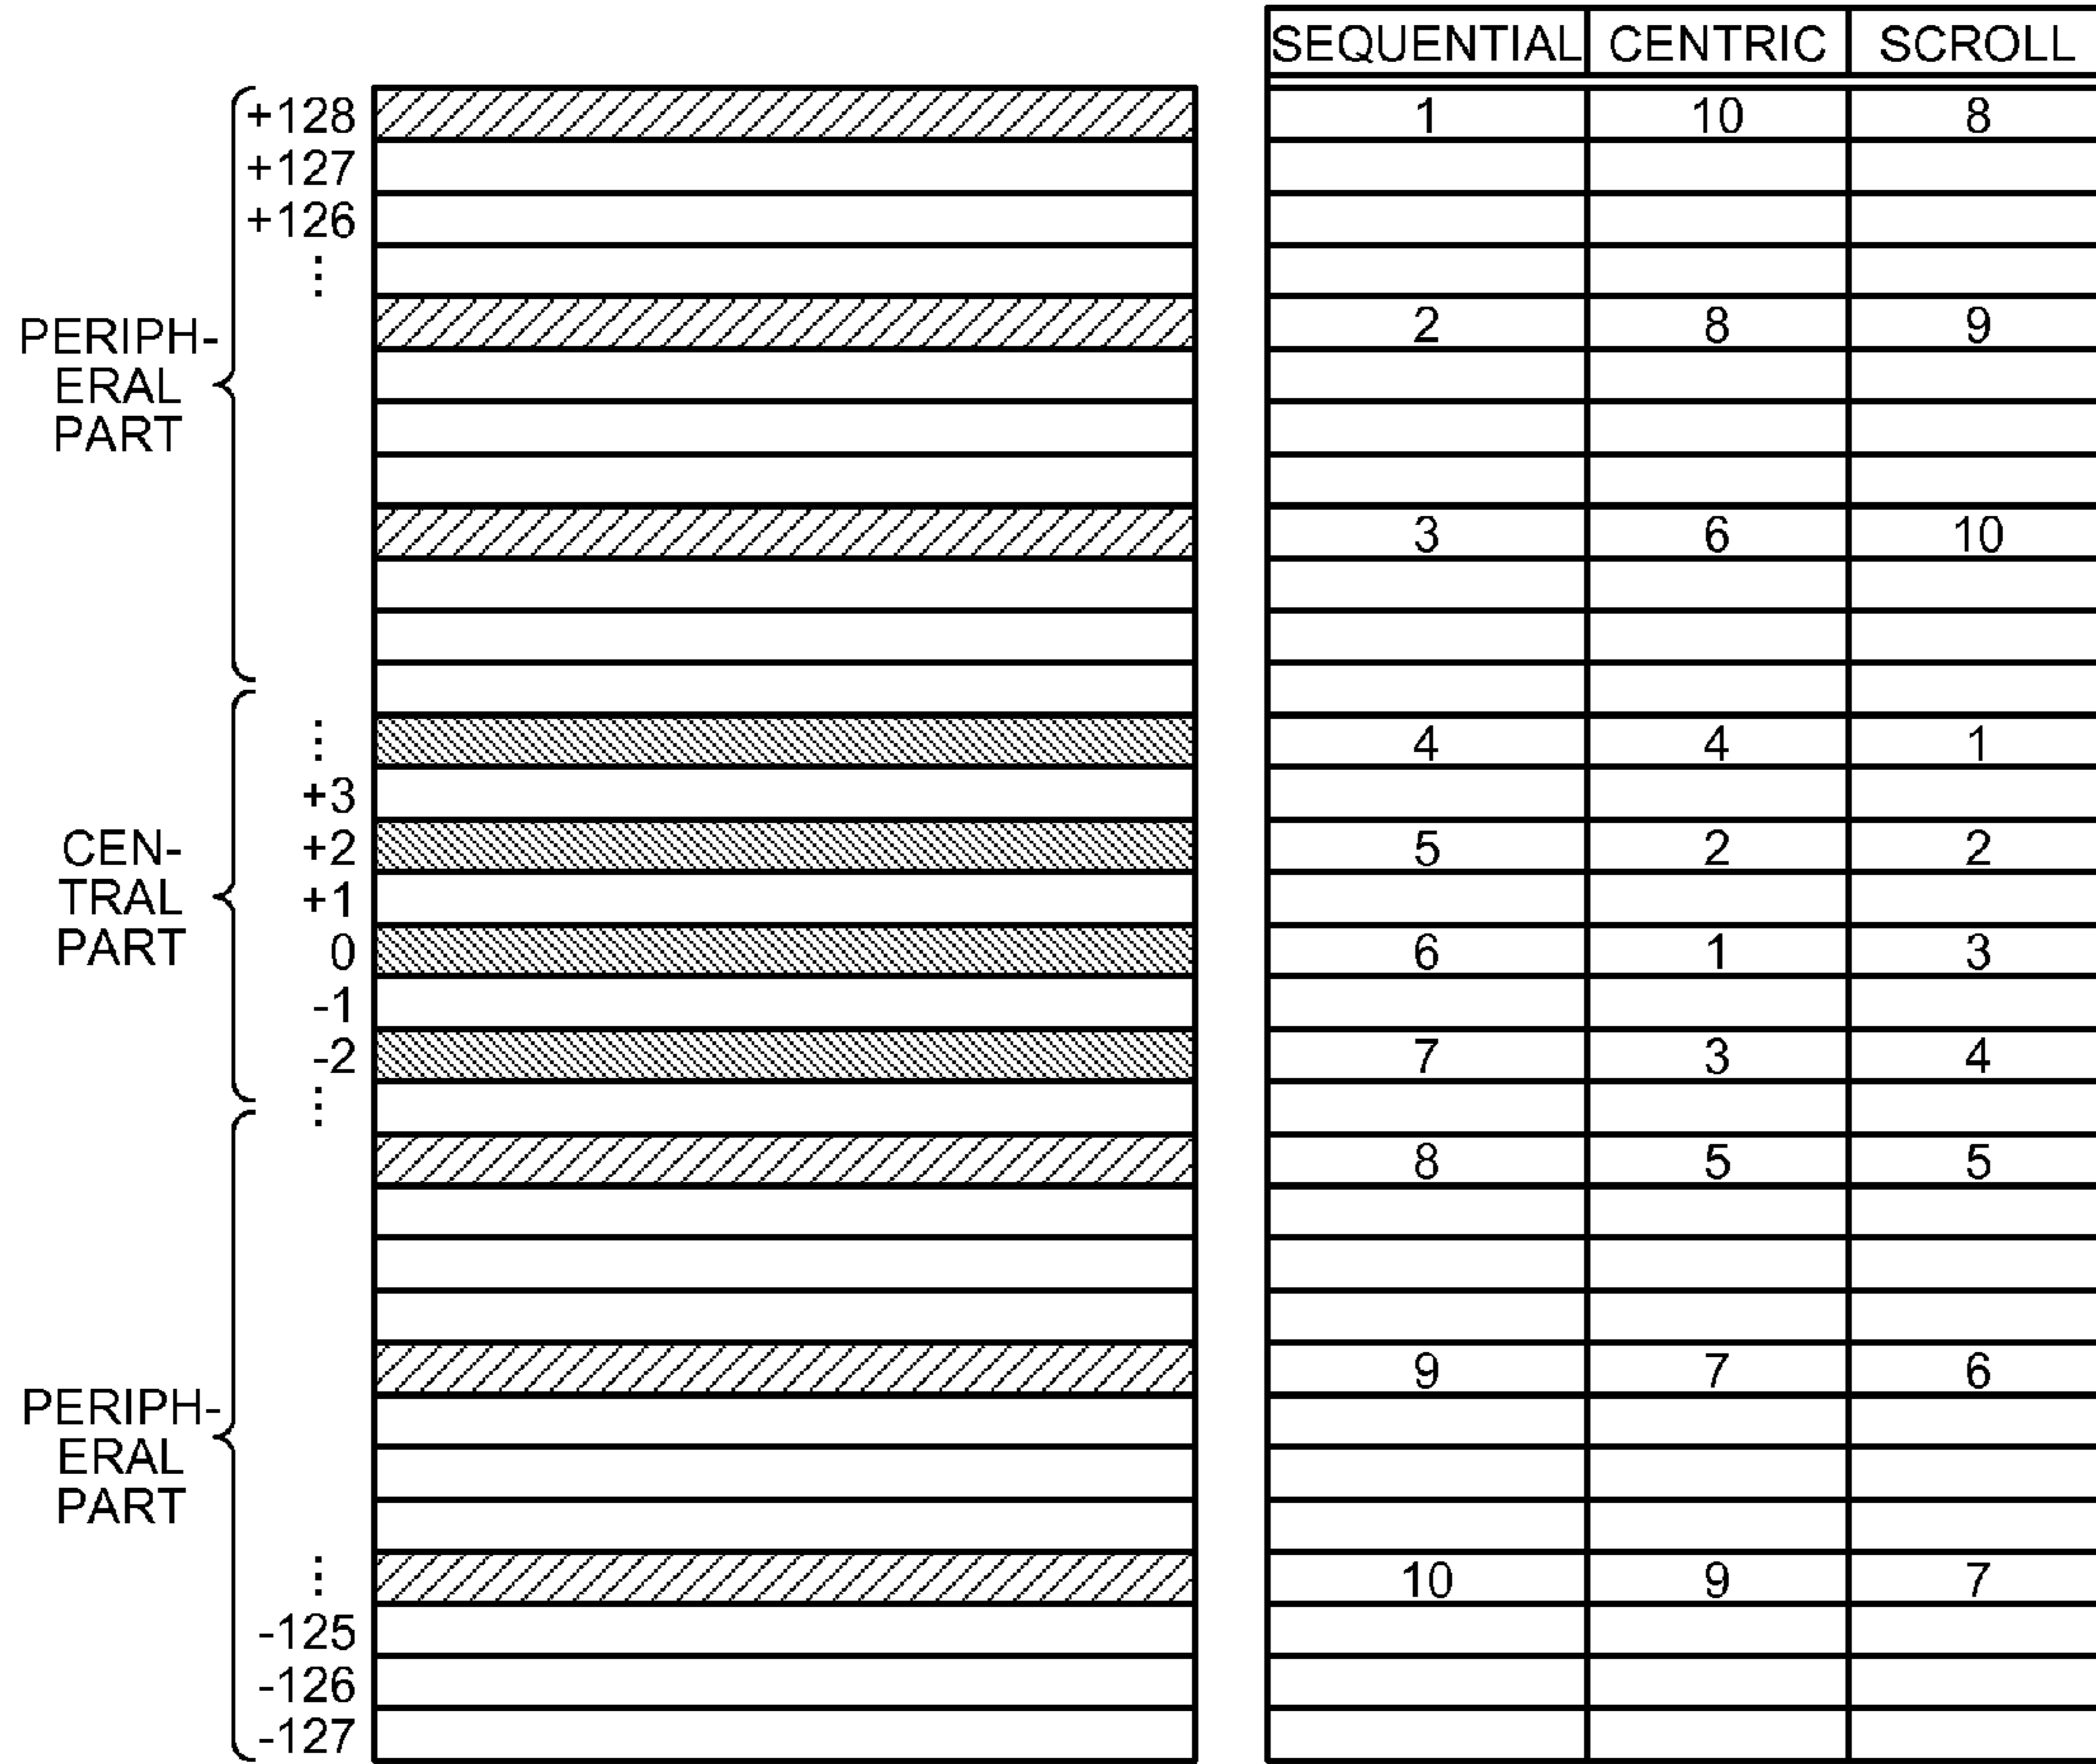 SEQUENTIAL CENTRIC SCROLL
+128 1 10 8
+127
+126
⋮
2 8 9
PERIPH-
ERAL
PART
3 6 10
⋮ 4 4 1
+3
CEN- +2 5 2 2
TRAL +1
PART 0 6 1 3
-1
-2 7 3 4
⋮
8 5 5
9 7 6
PERIPH-
ERAL
PART
⋮ 10 9 7
-125
-126
-127